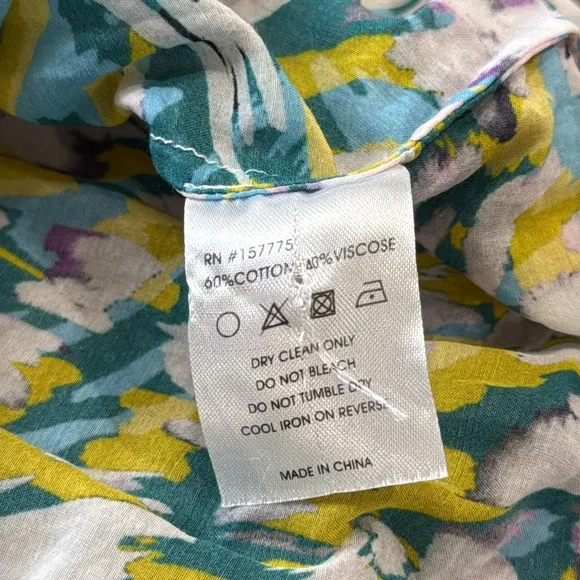 RN #157775
60%COTTON 40%VISCOSE
DRY CLEAN ONLY
DO NOT BLEACH
DO NOT TUMBLE DRY
COOL IRON ON REVERSE
MADE IN CHINA